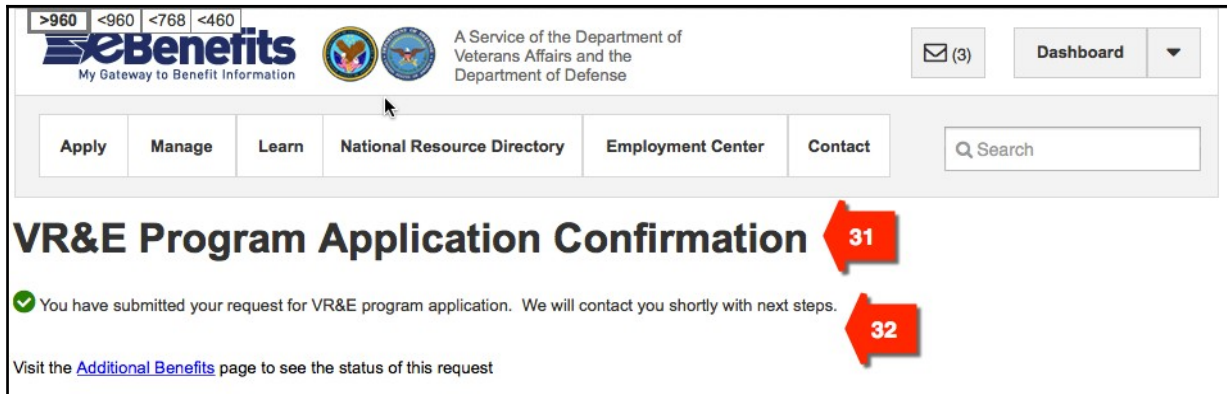 >960 <960 <768 <460
eBenefits
My Gateway to Benefit Information
A Service of the Department of
Veterans Affairs and the
Department of Defense
(3)
Dashboard
Apply Manage Learn National Resource Directory Employment Center Contact
Search
VR&E Program Application Confirmation
31
You have submitted your request for VR&E program application. We will contact you shortly with next steps.
32
Visit the Additional Benefits page to see the status of this request